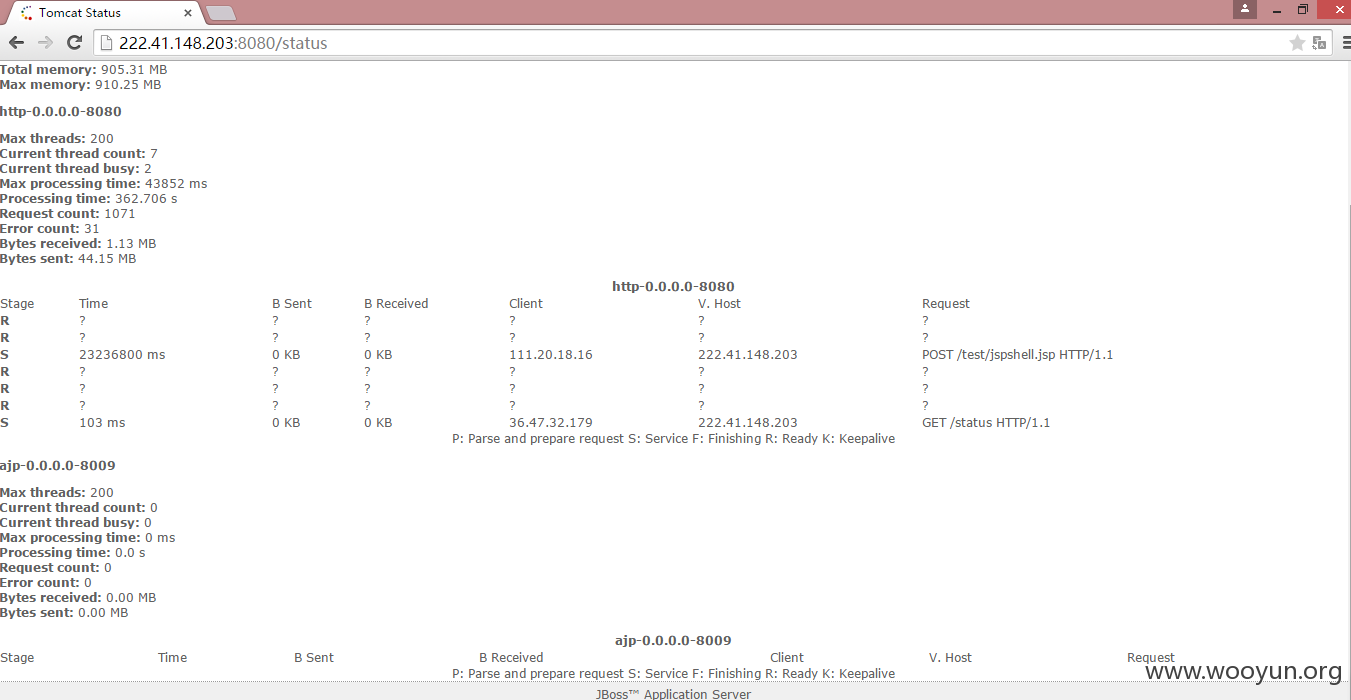 Tomcat Status
222.41.148.203:8080/status
Total memory: 905.31 MB
Max memory: 910.25 MB
http-0.0.0.0-8080
Max threads: 200
Current thread count: 7
Current thread busy: 2
Max processing time: 43852 ms
Processing time: 362.706 s
Request count: 1071
Error count: 31
Bytes received: 1.13 MB
Bytes sent: 44.15 MB
http-0.0.0.0-8080
Stage Time B Sent B Received Client V. Host Request
R ? ? ? ? ? ?
R ? ? ? ? ? ?
S 23236800 ms 0 KB 0 KB 111.20.18.16 222.41.148.203 POST /test/jspshell.jsp HTTP/1.1
R ? ? ? ? ? ?
R ? ? ? ? ? ?
R ? ? ? ? ? ?
S 103 ms 0 KB 0 KB 36.47.32.179 222.41.148.203 GET /status HTTP/1.1
P: Parse and prepare request S: Service F: Finishing R: Ready K: Keepalive
ajp-0.0.0.0-8009
Max threads: 200
Current thread count: 0
Current thread busy: 0
Max processing time: 0 ms
Processing time: 0.0 s
Request count: 0
Error count: 0
Bytes received: 0.00 MB
Bytes sent: 0.00 MB
ajp-0.0.0.0-8009
Stage Time B Sent B Received Client V. Host Request
P: Parse and prepare request S: Service F: Finishing R: Ready K: Keepalive
www.wooyun.org
JBoss™ Application Server